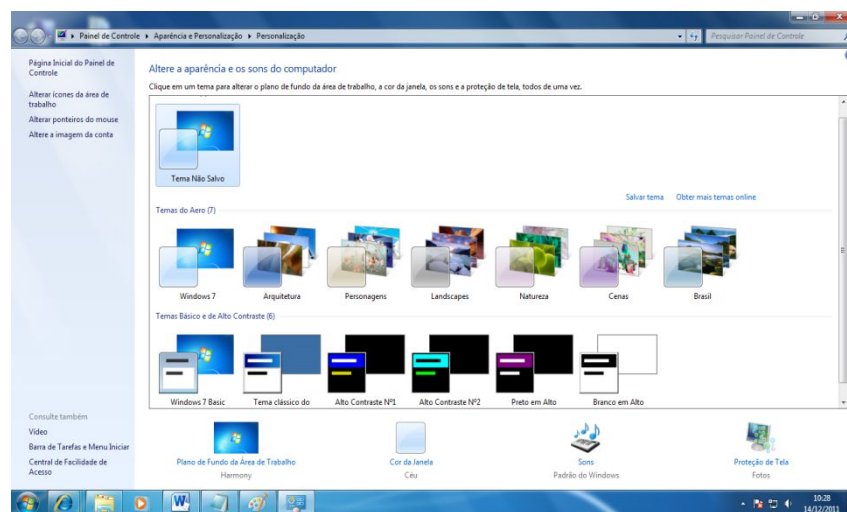 Painel de Controle ▸ Aparência e Personalização ▸ Personalização
Pesquisar Painel de Controle
Página Inicial do Painel de
Controle
Alterar ícones da área de
trabalho
Alterar ponteiros do mouse
Altere a imagem da conta
Altere a aparência e os sons do computador
Clique em um tema para alterar o plano de fundo da área de trabalho, a cor da janela, os sons e a proteção de tela, todos de uma vez.
Tema Não Salvo
Salvar tema Obter mais temas online
Temas do Aero (7)
Windows 7 Arquitetura Personagens Landscapes Natureza Cenas Brasil
Temas Básico e de Alto Contraste (6)
Windows 7 Basic Tema clássico do Alto Contraste Nº1 Alto Contraste Nº2 Preto em Alto Branco em Alto
Consulte também
Vídeo
Barra de Tarefas e Menu Iniciar
Central de Facilidade de
Acesso
Plano de Fundo da Área de Trabalho
Harmony
Cor da Janela
Céu
Sons
Padrão do Windows
Proteção de Tela
Fotos
10:28
14/12/2011